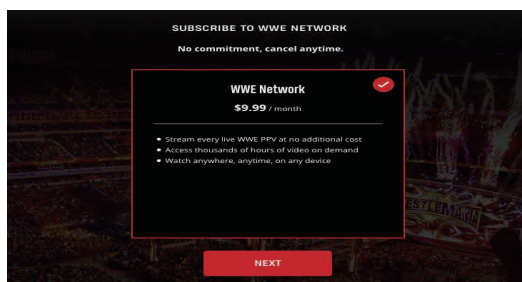 SUBSCRIBE TO WWE NETWORK
No commitment, cancel anytime.
WWE Network
$9.99 / month
• Stream every live WWE PPV at no additional cost
• Access thousands of hours of video on demand
• Watch anywhere, anytime, on any device
WRESTLEMANIA
NEXT